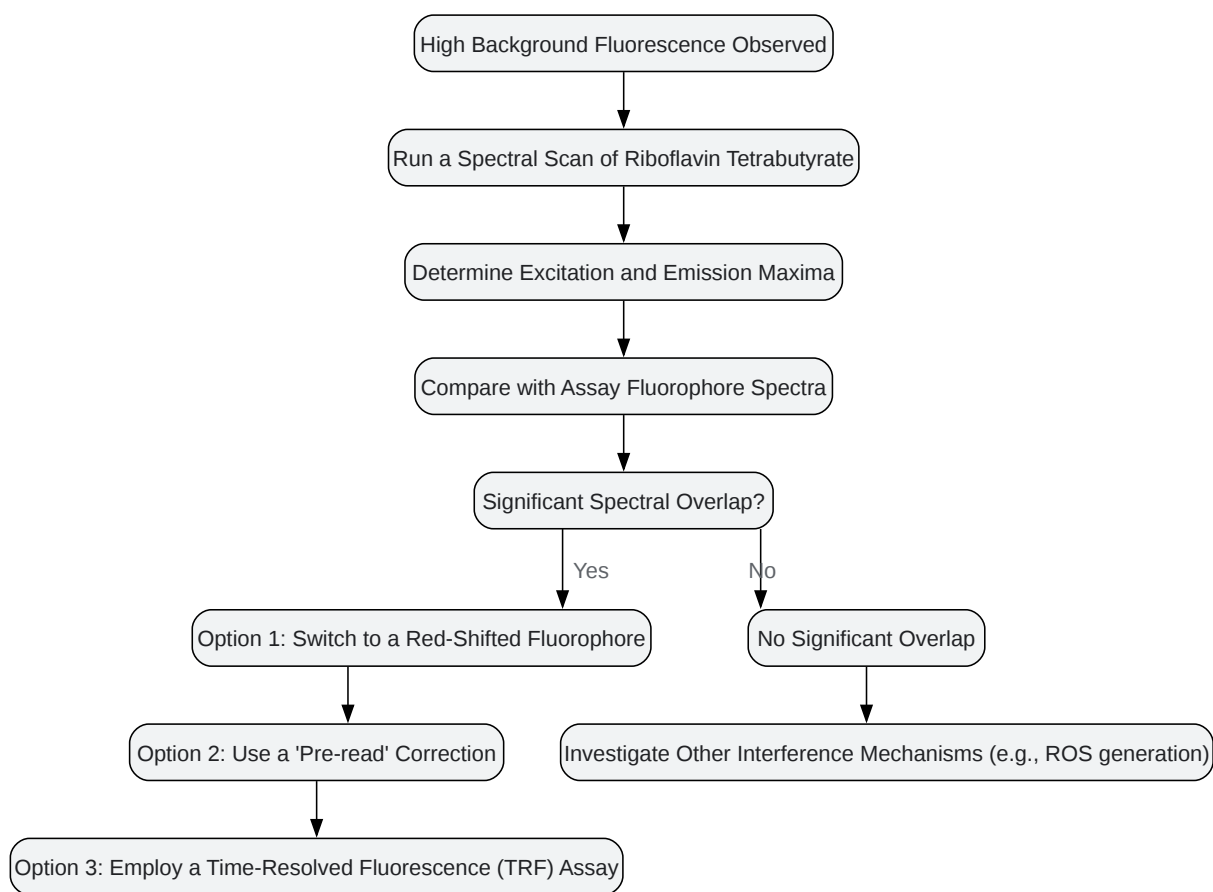 High Background Fluorescence Observed
Run a Spectral Scan of Riboflavin Tetrabutyrate
Determine Excitation and Emission Maxima
Compare with Assay Fluorophore Spectra
Significant Spectral Overlap?
Yes
No
Option 1: Switch to a Red-Shifted Fluorophore
No Significant Overlap
Option 2: Use a 'Pre-read' Correction
Investigate Other Interference Mechanisms (e.g., ROS generation)
Option 3: Employ a Time-Resolved Fluorescence (TRF) Assay